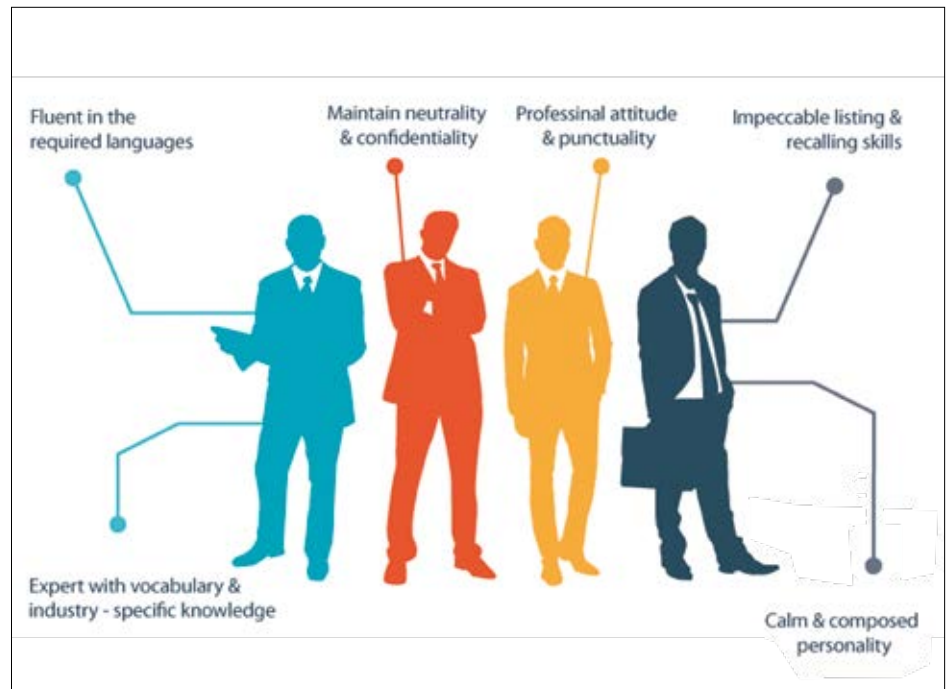 Fluent in the
required languages
Maintain neutrality
& confidentiality
Professinal attitude
& punctuality
Impeccable listing &
recalling skills
Expert with vocabulary &
industry - specific knowledge
Calm & composed
personality